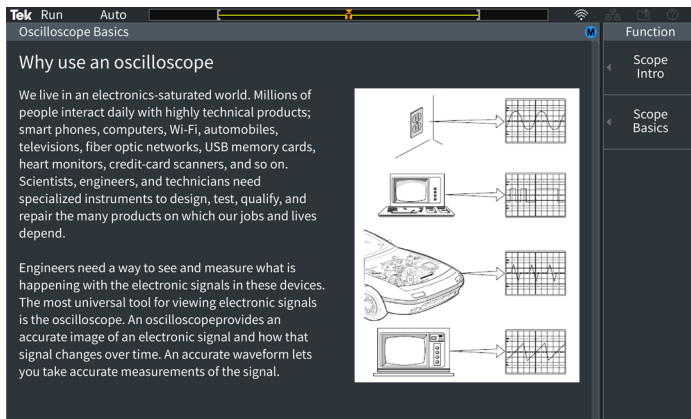 Tek Run Auto
Oscilloscope Basics
M
Function
Why use an oscilloscope
Scope
Intro
Scope
Basics
We live in an electronics-saturated world. Millions of
people interact daily with highly technical products;
smart phones, computers, Wi-Fi, automobiles,
televisions, fiber optic networks, USB memory cards,
heart monitors, credit-card scanners, and so on.
Scientists, engineers, and technicians need
specialized instruments to design, test, qualify, and
repair the many products on which our jobs and lives
depend.
Engineers need a way to see and measure what is
happening with the electronic signals in these devices.
The most universal tool for viewing electronic signals
is the oscilloscope. An oscilloscopeprovides an
accurate image of an electronic signal and how that
signal changes over time. An accurate waveform lets
you take accurate measurements of the signal.